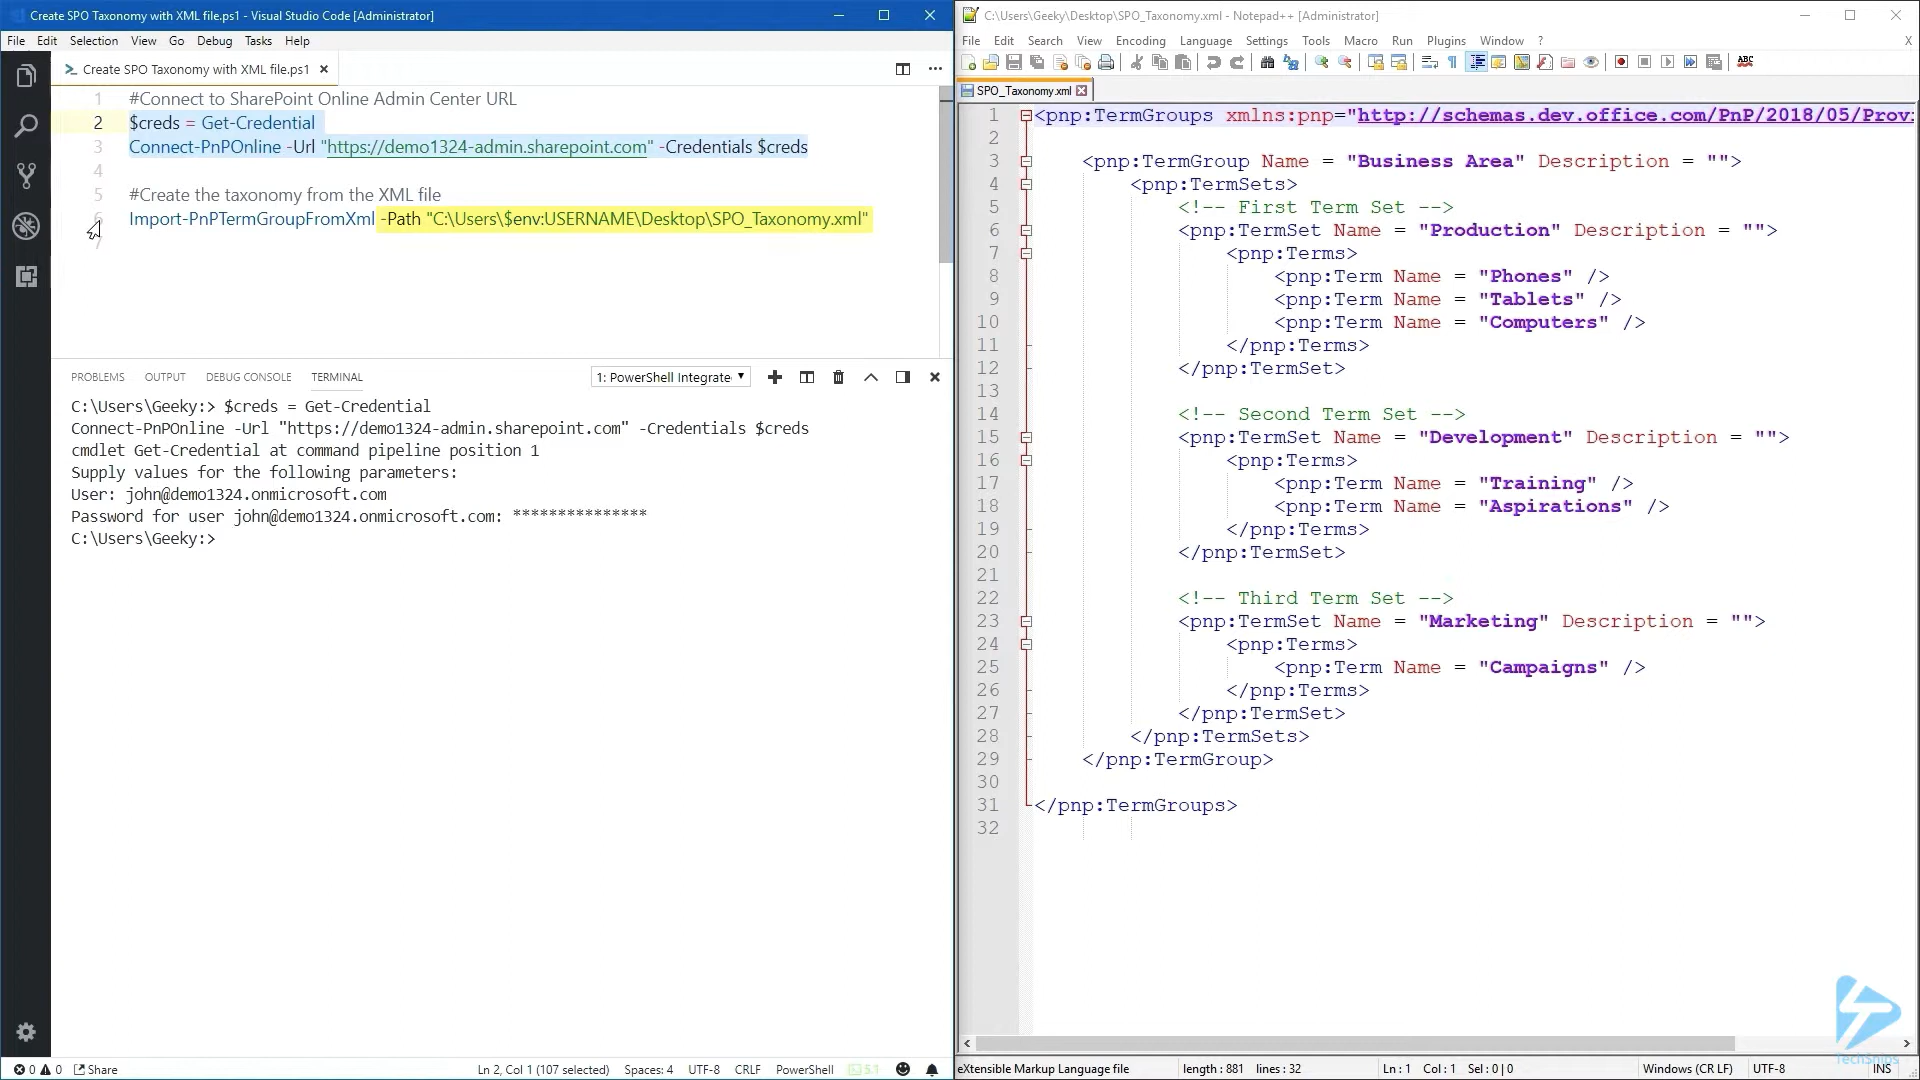 Create SPO Taxonomy with XML file.ps1 - Visual Studio Code [Administrator]
File Edit Selection View Go Debug Tasks Help
Create SPO Taxonomy with XML file.ps1
1 #Connect to SharePoint Online Admin Center URL
2 $creds = Get-Credential
3 Connect-PnPOnline -Url "https://demo1324-admin.sharepoint.com" -Credentials $creds
4
5 #Create the taxonomy from the XML file
6 Import-PnPTermGroupFromXml -Path "C:\Users\$env:USERNAME\Desktop\SPO_Taxonomy.xml"
7
PROBLEMS OUTPUT DEBUG CONSOLE TERMINAL 1: PowerShell Integrate
C:\Users\Geeky:> $creds = Get-Credential
Connect-PnPOnline -Url "https://demo1324-admin.sharepoint.com" -Credentials $creds
cmdlet Get-Credential at command pipeline position 1
Supply values for the following parameters:
User: john@demo1324.onmicrosoft.com
Password for user john@demo1324.onmicrosoft.com: ***************
C:\Users\Geeky:>
0 0 Share Ln 2, Col 1 (107 selected) Spaces: 4 UTF-8 CRLF PowerShell 5.1
C:\Users\Geeky\Desktop\SPO_Taxonomy.xml - Notepad++ [Administrator]
File Edit Search View Encoding Language Settings Tools Macro Run Plugins Window ? X
ABC
SPO_Taxonomy.xml
1 <pnp:TermGroups xmlns:pnp="http://schemas.dev.office.com/PnP/2018/05/Prov
2
3 <pnp:TermGroup Name = "Business Area" Description = "">
4 <pnp:TermSets>
5 <!-- First Term Set -->
6 <pnp:TermSet Name = "Production" Description = "">
7 <pnp:Terms>
8 <pnp:Term Name = "Phones" />
9 <pnp:Term Name = "Tablets" />
10 <pnp:Term Name = "Computers" />
11 </pnp:Terms>
12 </pnp:TermSet>
13
14 <!-- Second Term Set -->
15 <pnp:TermSet Name = "Development" Description = "">
16 <pnp:Terms>
17 <pnp:Term Name = "Training" />
18 <pnp:Term Name = "Aspirations" />
19 </pnp:Terms>
20 </pnp:TermSet>
21
22 <!-- Third Term Set -->
23 <pnp:TermSet Name = "Marketing" Description = "">
24 <pnp:Terms>
25 <pnp:Term Name = "Campaigns" />
26 </pnp:Terms>
27 </pnp:TermSet>
28 </pnp:TermSets>
29 </pnp:TermGroup>
30
31 </pnp:TermGroups>
32
TechSnips
eXtensible Markup Language file length : 881 lines : 32 Ln : 1 Col : 1 Sel : 0 | 0 Windows (CR LF) UTF-8 INS